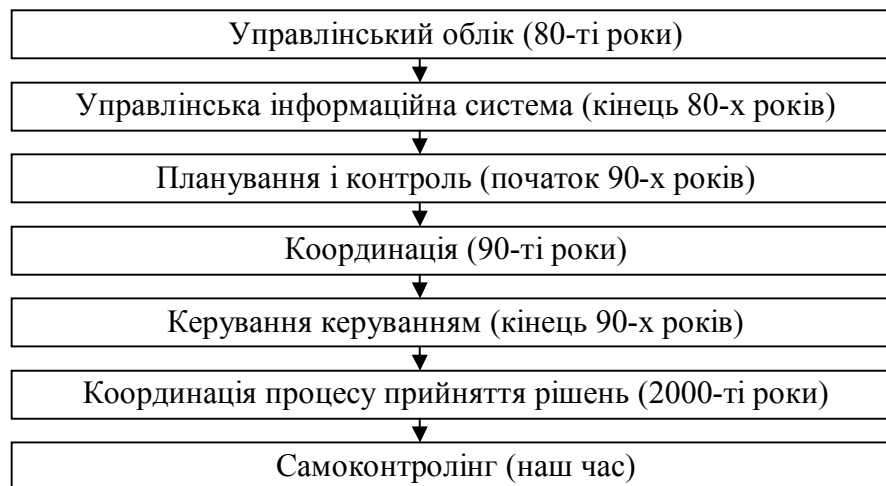 Управлінський облік (80-ті роки)
Управлінська інформаційна система (кінець 80-х років)
Планування і контроль (початок 90-х років)
Координація (90-ті роки)
Керування керуванням (кінець 90-х років)
Координація процесу прийняття рішень (2000-ті роки)
Самоконтролінг (наш час)